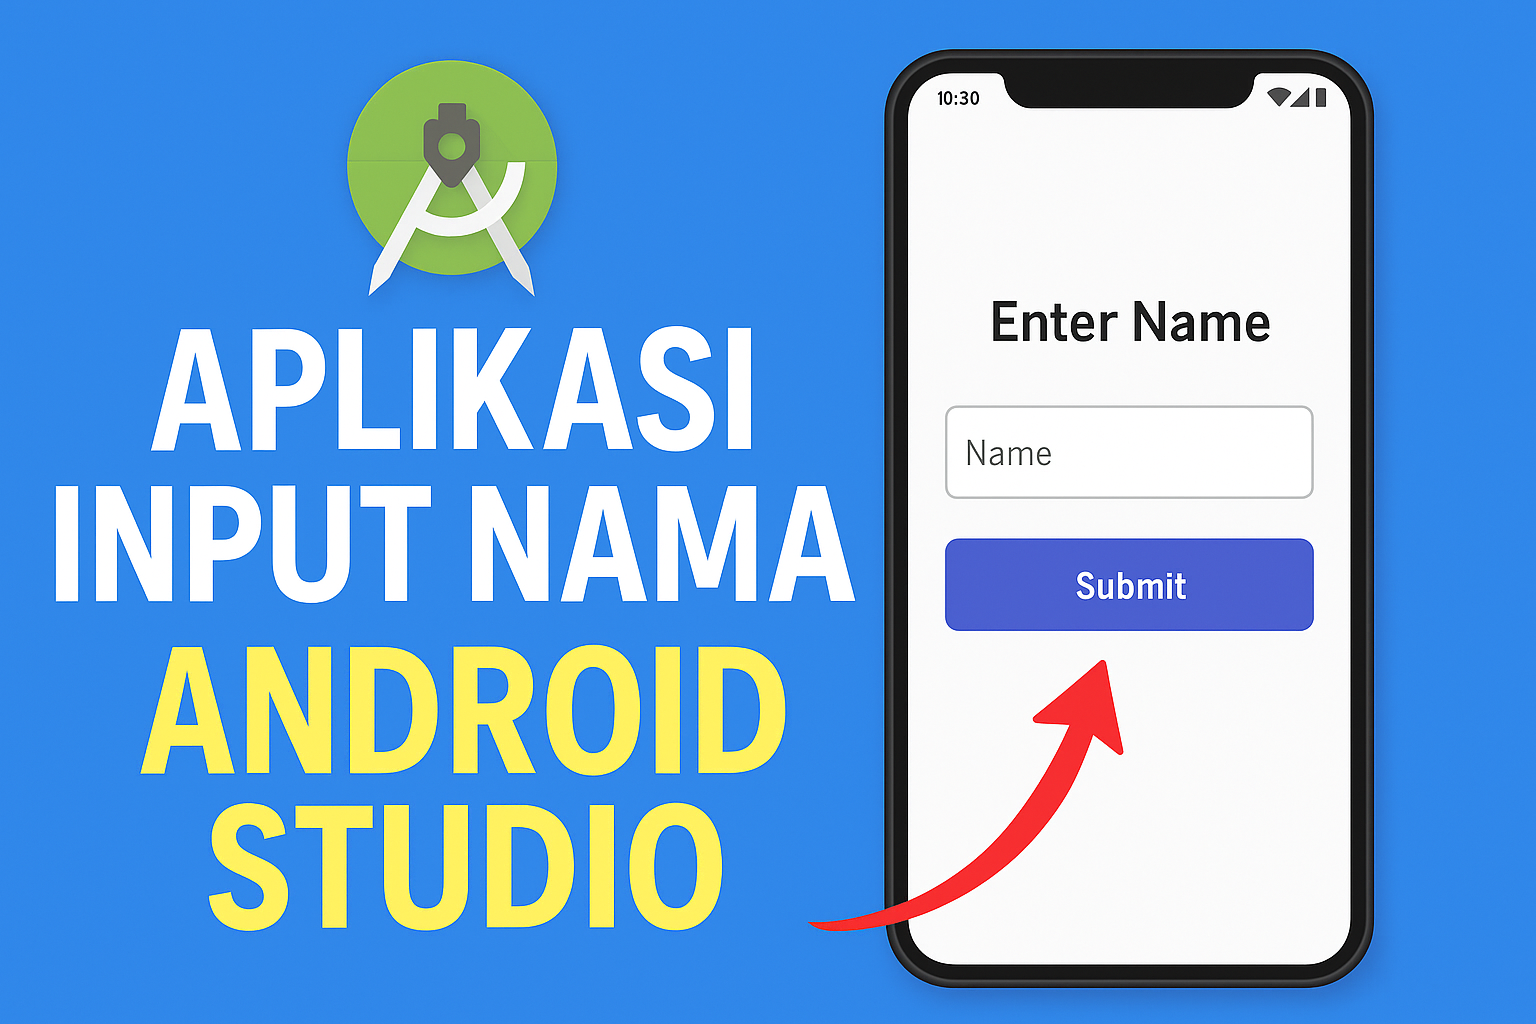 APLIKASI
INPUT NAMA
ANDROID
STUDIO
10:30
Enter Name
Name
Submit